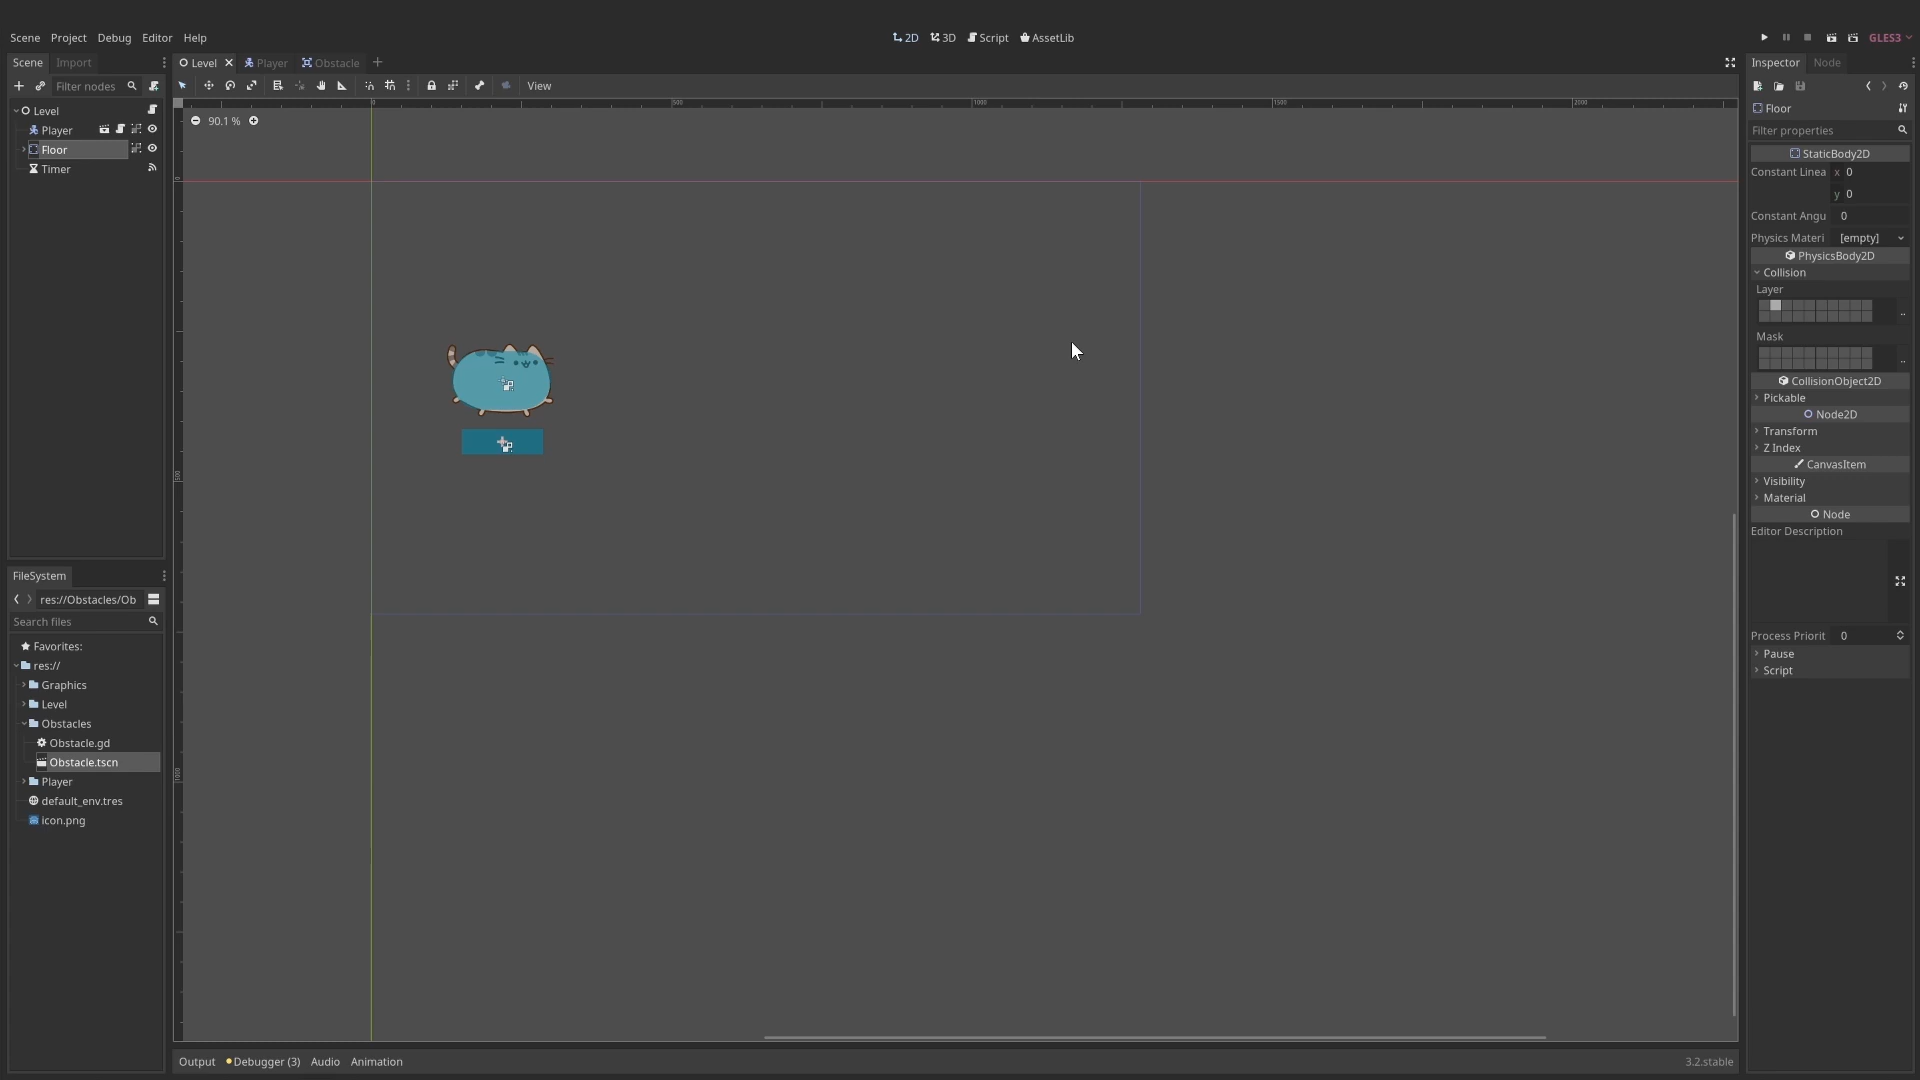 Scene Project Debug Editor Help
2D 3D Script AssetLib
GLES3
Scene Import
Filter nodes
Level
Player
Floor
Timer
FileSystem
res://Obstacles/Ob
Search files
Favorites:
res://
Graphics
Level
Obstacles
Obstacle.gd
Obstacle.tscn
Player
default_env.tres
icon.png
Level Player Obstacle
View
0 500 1000 1500 2000
90.1 %
0
500
1000
Output Debugger (3) Audio Animation
3.2.stable
Inspector Node
Floor
Filter properties
StaticBody2D
Constant Linea x 0
y 0
Constant Angu 0
Physics Materi [empty]
PhysicsBody2D
Collision
Layer
..
Mask
..
CollisionObject2D
Pickable
Node2D
Transform
Z Index
CanvasItem
Visibility
Material
Node
Editor Description
Process Priorit 0
Pause
Script